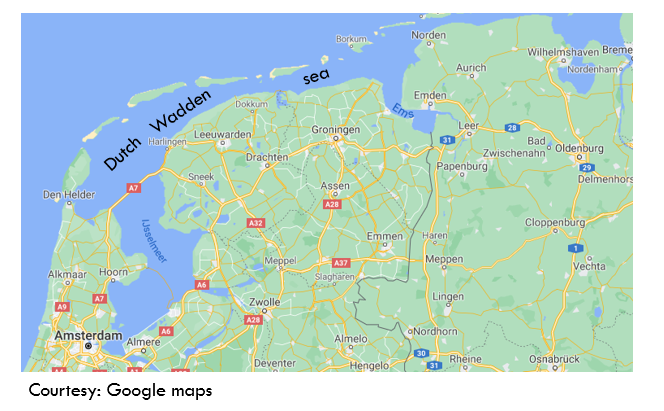 Borkum
Norden
Wilhelmshaven
Breme
Nordenham
Aurich
Dutch Wadden sea
Dokkum
Emden
Ems
Leer
28
Harlingen
Leeuwarden
Groningen
31
Bad
Zwischenahn
Oldenburg
Drachten
Papenburg
29
Sneek
Assen
Delmenhors
Den Helder
A7
A28
A32
Cloppenburg
IJsselmeer
Emmen
Haren
1
Meppel
A37
Meppen
Vechta
Alkmaar
Hoorn
Slagharen
A6
A9
A7
Zwolle
Lingen
A28
Amsterdam
A6
Nordhorn
Almere
Almelo
30
Rheine
Osnabrück
Deventer
Hengelo
31
Courtesy: Google maps